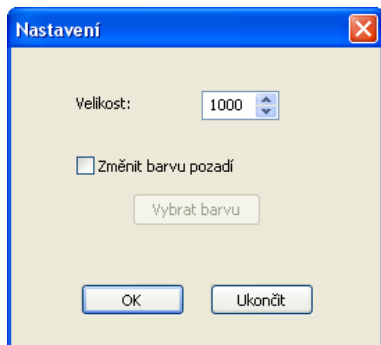 Nastavení
Velikost: 1000
Změnit barvu pozadí
Vybrat barvu
OK Ukončit